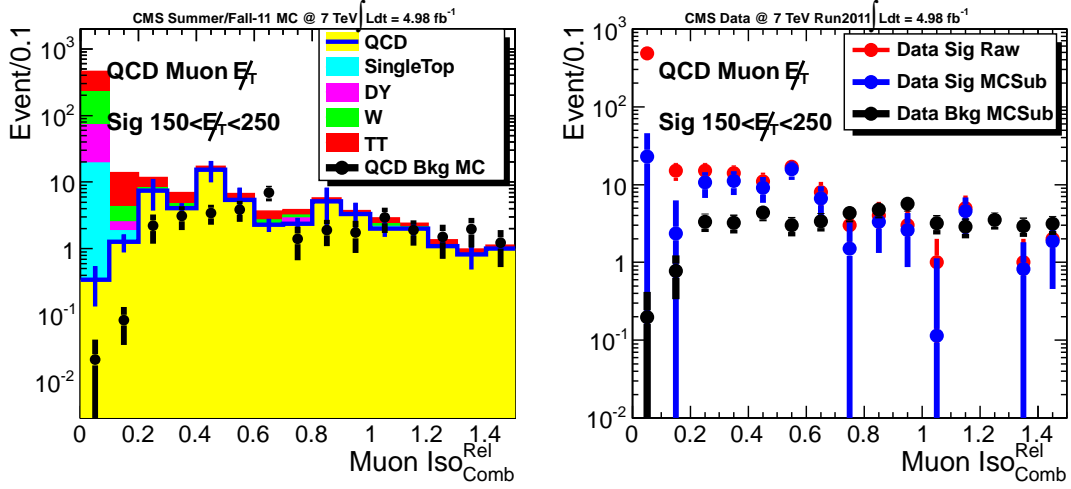 CMS Summer/Fall-11 MC @ 7 TeV ∫ Ldt = 4.98 fb⁻¹
Event/0.1
10³
10²
10
1
10⁻¹
10⁻²
QCD Muon E̸_T
Sig 150<E̸_T<250
QCD
SingleTop
DY
W
TT
QCD Bkg MC
0 0.2 0.4 0.6 0.8 1 1.2 1.4
Muon Iso^Rel_Comb
CMS Data @ 7 TeV Run2011 ∫ Ldt = 4.98 fb⁻¹
Event/0.1
10³
10²
10
1
10⁻¹
10⁻²
QCD Muon E̸_T
Sig 150<E̸_T<250
Data Sig Raw
Data Sig MCSub
Data Bkg MCSub
0 0.2 0.4 0.6 0.8 1 1.2 1.4
Muon Iso^Rel_Comb